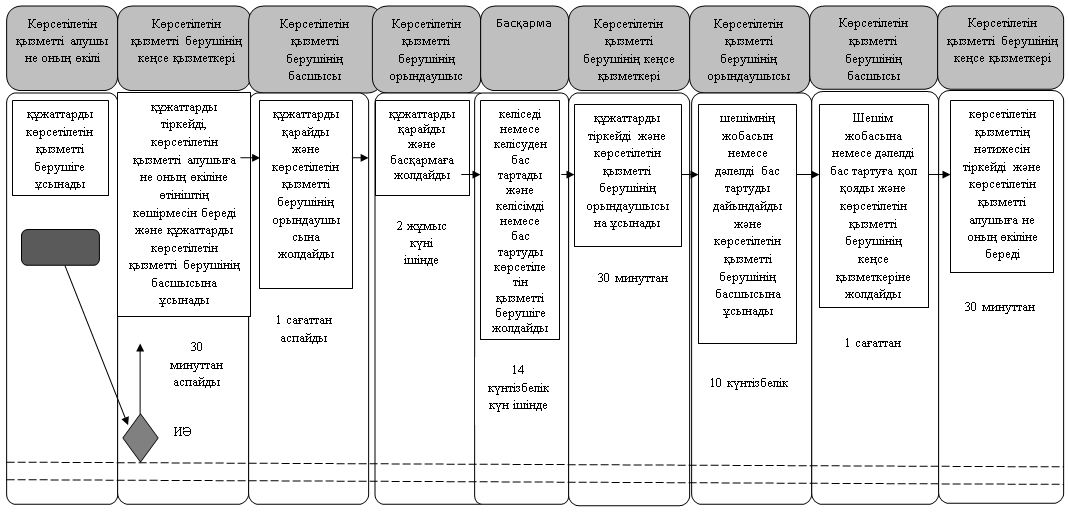 Көрсетілетін
қызметті алушы
не оның өкілі
Көрсетілетін
қызметті берушінің
кеңсе қызметкері
Көрсетілетін
қызметті
берушінің
басшысы
Көрсетілетін
қызметті
берушінің
орындаушыс
Басқарма
Көрсетілетін
қызметті
берушінің кеңсе
қызметкері
Көрсетілетін
қызметті
берушінің
орындаушысы
Көрсетілетін
қызметті
берушінің
басшысы
Көрсетілетін
қызметті берушінің
кеңсе қызметкері
құжаттарды
көрсетілетін
қызметті
берушіге
ұсынады
құжаттарды
тіркейді,
көрсетілетін
қызметті алушыға
не оның өкіліне
өтініштің
көшірмесін береді
және құжаттарды
көрсетілетін
қызметті берушінің
басшысына
ұсынады
30
минуттан
аспайды
ИӘ
құжаттарды
қарайды
және
көрсетілетін
қызметті
берушінің
орындаушы
сына
жолдайды
1 сағаттан
аспайды
құжаттарды
қарайды
және
басқармаға
жолдайды
2 жұмыс
күні
ішінде
келіседі
немесе
келісуден
бас
тартады
және
келісімді
немесе
бас
тартуды
көрсетіле
тін
қызметті
берушіге
жолдайды
14
күнтізбелік
күн ішінде
құжаттарды
тіркейді және
көрсетілетін
қызметті
берушінің
орындаушысы
на ұсынады
30 минуттан
шешімнің
жобасын
немесе
дәлелді бас
тартуды
дайындайды
және
көрсетілетін
қызметті
берушінің
басшысына
ұсынады
10 күнтізбелік
Шешім
жобасына
немесе дәлелді
бас тартуға қол
қояды және
көрсетілетін
қызметті
берушінің
кеңсе
қызметкеріне
жолдайды
1 сағаттан
көрсетілетін
қызметтің
нәтижесін
тіркейді және
көрсетілетін
қызметті
алушыға не
оның өкіліне
береді
30 минуттан